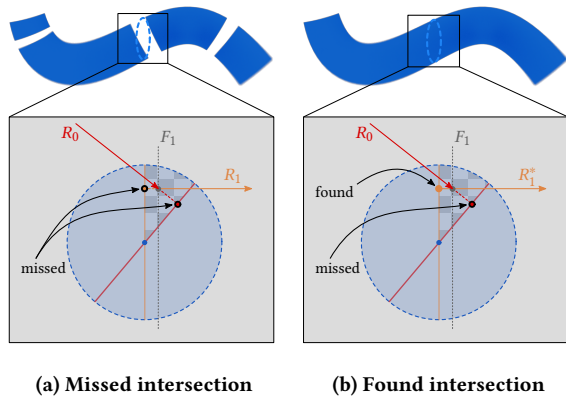 R₀ F₁
R₁
missed
R₀ F₁
found
R₁*
missed
(a) Missed intersection
(b) Found intersection